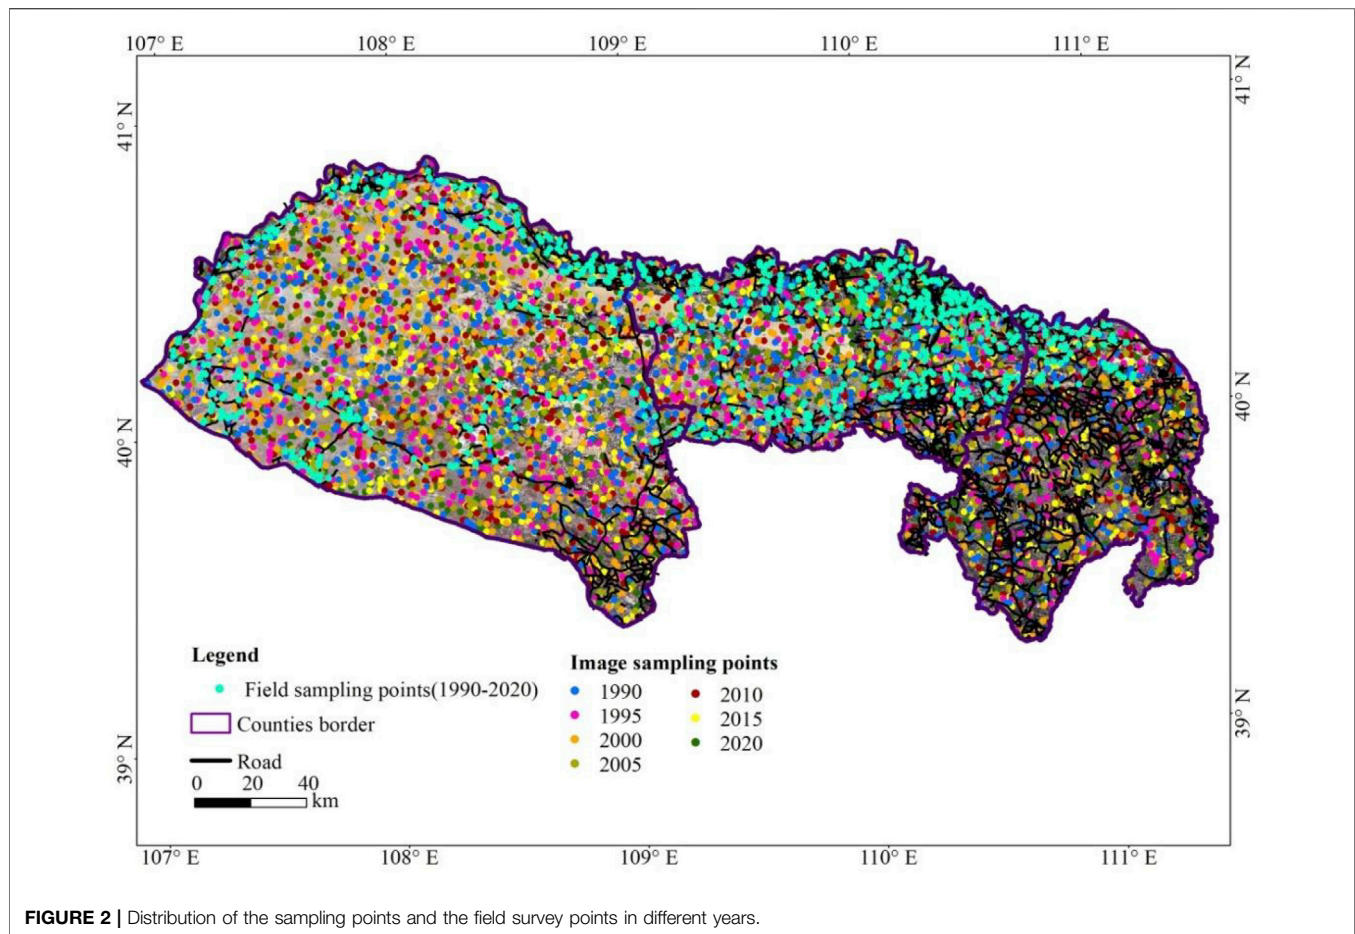 107° E 108° E 109° E 110° E 111° E
41° N
41° N
40° N
40° N
39° N
39° N
Legend
Field sampling points(1990-2020)
Counties border
Road
0 20 40
km
Image sampling points
1990
1995
2000
2005
2010
2015
2020
107° E 108° E 109° E 110° E 111° E
FIGURE 2 | Distribution of the sampling points and the field survey points in different years.